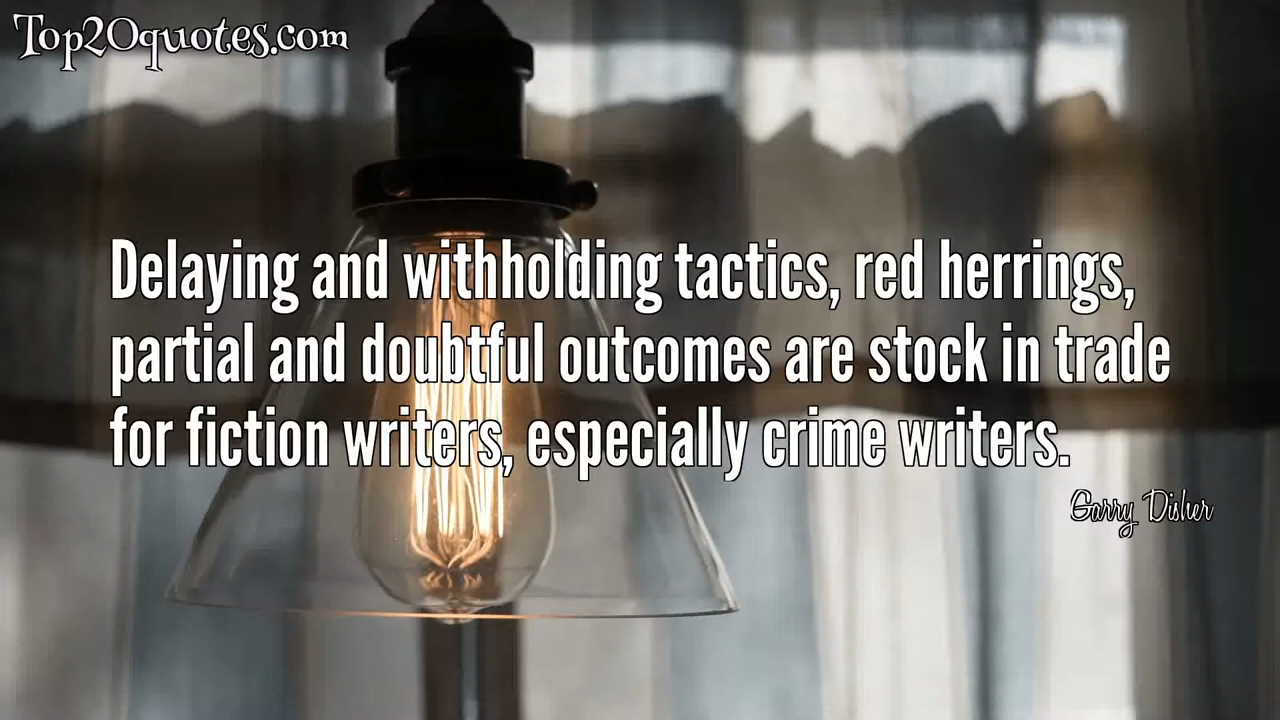 Top20quotes.com
Delaying and withholding tactics, red herrings,
partial and doubtful outcomes are stock in trade
for fiction writers, especially crime writers.
Garry Disher